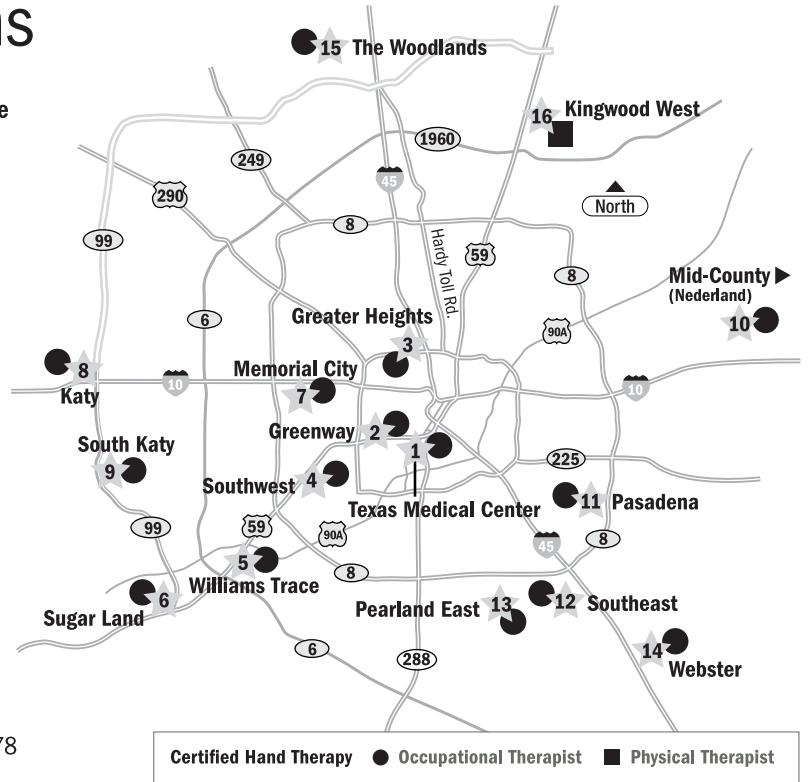 ns
e
15 The Woodlands
16 Kingwood West
1960
249
45
290
North
99
8
Hardy Toll Rd.
59
8
Mid-County
(Nederland)
10
6
Greater Heights
3
90A
8
Katy
10
Memorial City
7
10
South Katy
9
Greenway 2
1
225
Southwest 4
Texas Medical Center
11 Pasadena
99
59
90A
45
8
5
Williams Trace
8
6
Sugar Land
Pearland East 13
12 Southeast
14
Webster
6
288
78
Certified Hand Therapy Occupational Therapist Physical Therapist